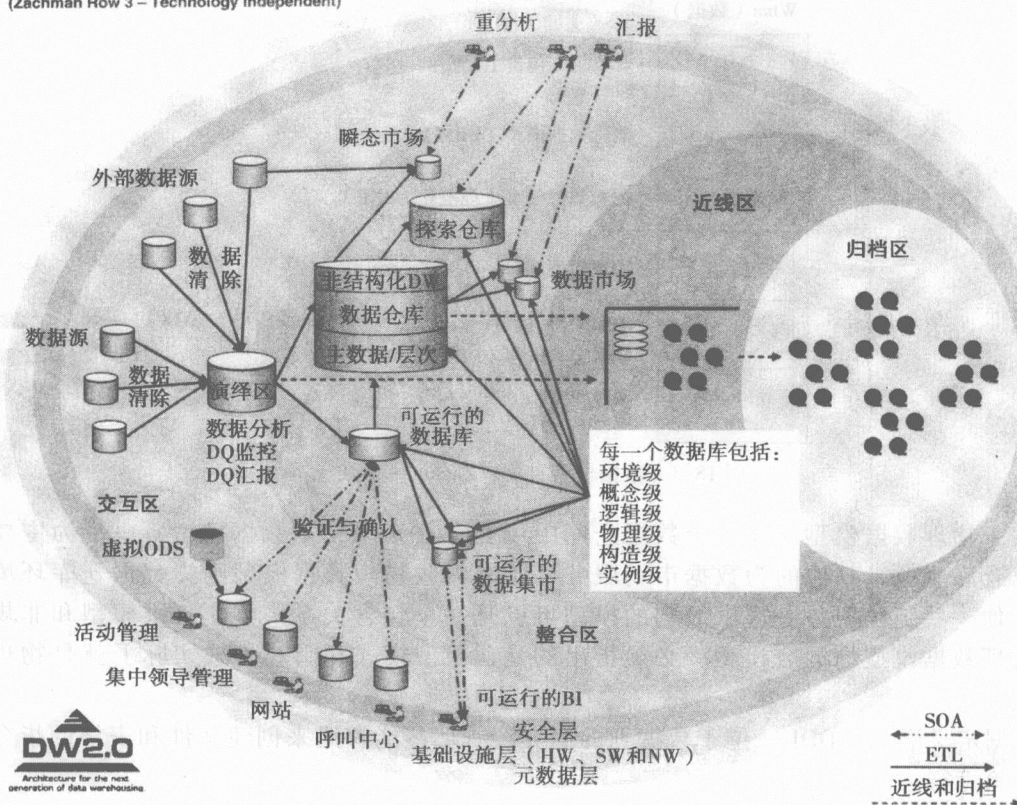 (Zachman Row 3 – Technology Independent)
重分析
汇报
瞬态市场
外部数据源
近线区
探索仓库
归档区
数 据
清 除
非结构化DW
数据市场
数据仓库
数据源
主数据/层次
数据
清除
演绎区
可运行的
数据库
数据分析
DQ监控
DQ汇报
每一个数据库包括：
环境级
概念级
逻辑级
物理级
构造级
实例级
交互区
验证与确认
虚拟ODS
可运行的
数据集市
活动管理
整合区
集中领导管理
网站
可运行的BI
呼叫中心
安全层
基础设施层（HW、SW和NW）
元数据层
DW2.0
Architecture for the next
generation of data warehousing
SOA
ETL
近线和归档